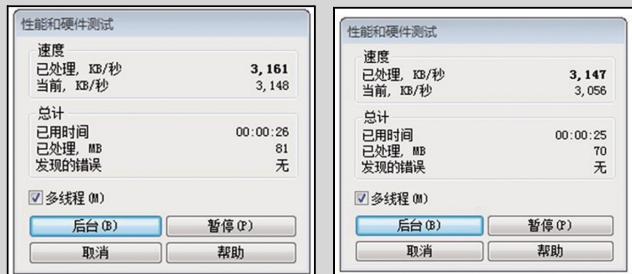 性能和硬件测试
速度
已处理, KB/秒 3,161
当前, KB/秒 3,148
总计
已用时间 00:00:26
已处理, MB 81
发现的错误 无
多线程(M)
后台(B) 暂停(P)
取消 帮助
性能和硬件测试
速度
已处理, KB/秒 3,147
当前, KB/秒 3,056
总计
已用时间 00:00:25
已处理, MB 70
发现的错误 无
多线程(M)
后台(B) 暂停(P)
取消 帮助